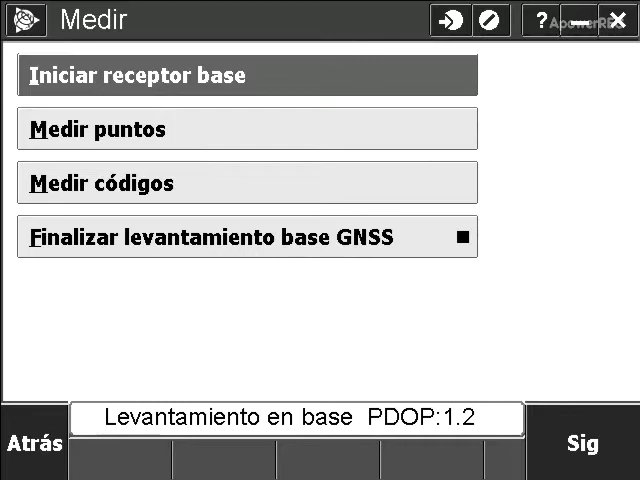 Medir
?
ApowerREC
Iniciar receptor base
Medir puntos
Medir códigos
Finalizar levantamiento base GNSS
Levantamiento en base PDOP:1.2
Atrás
Sig